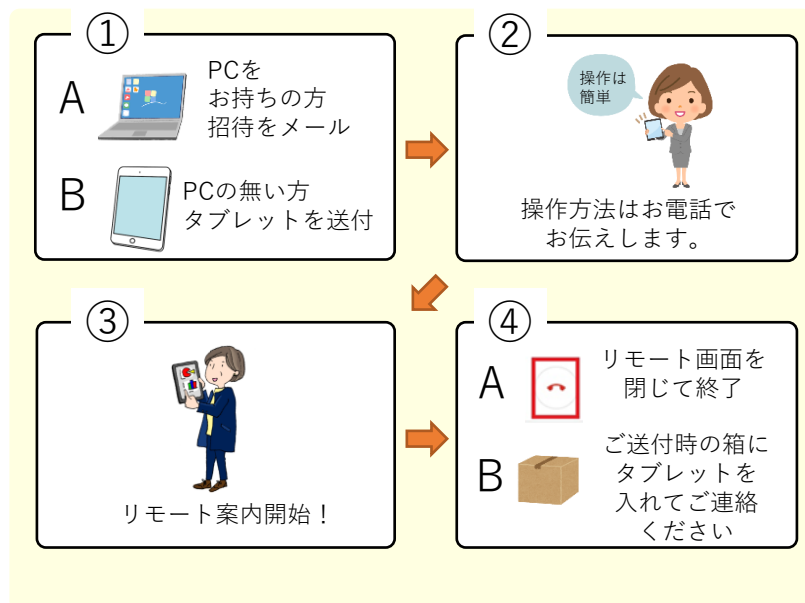 ①
A
PCを
お持ちの方
招待をメール
B
PCの無い方
タブレットを送付
②
操作は
簡単
操作方法はお電話で
お伝えします。
③
リモート案内開始！
④
A
リモート画面を
閉じて終了
B
ご送付時の箱に
タブレットを
入れてご連絡
ください